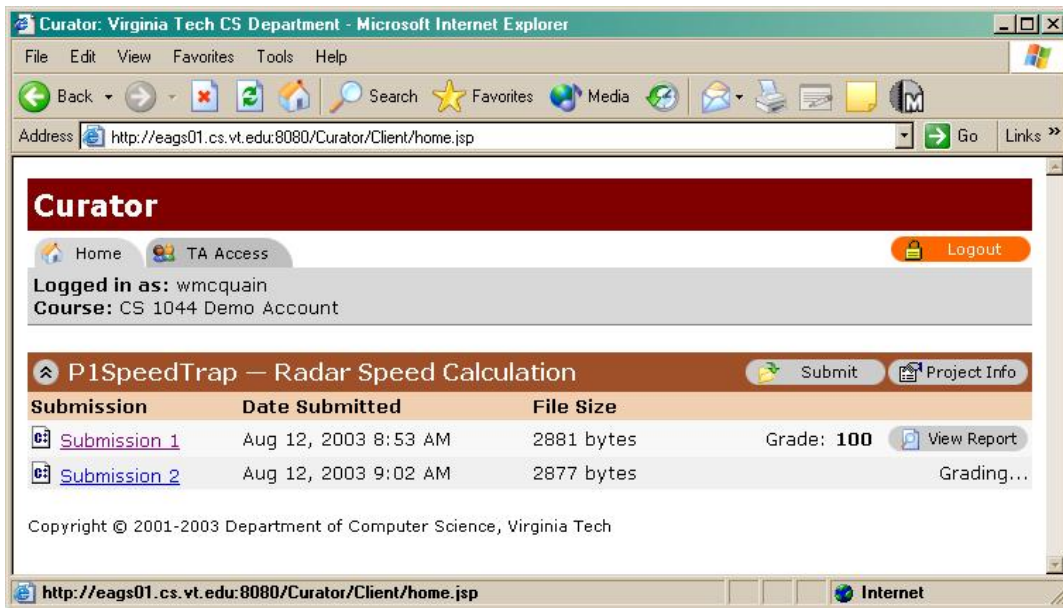 Curator: Virginia Tech CS Department - Microsoft Internet Explorer
File Edit View Favorites Tools Help
Back Search Favorites Media
Address http://eags01.cs.vt.edu:8080/Curator/Client/home.jsp Go Links »
Curator
Home TA Access Logout
Logged in as: wmcquain
Course: CS 1044 Demo Account
P1SpeedTrap — Radar Speed Calculation Submit Project Info
Submission Date Submitted File Size
Submission 1 Aug 12, 2003 8:53 AM 2881 bytes Grade: 100 View Report
Submission 2 Aug 12, 2003 9:02 AM 2877 bytes Grading...
Copyright © 2001-2003 Department of Computer Science, Virginia Tech
http://eags01.cs.vt.edu:8080/Curator/Client/home.jsp Internet